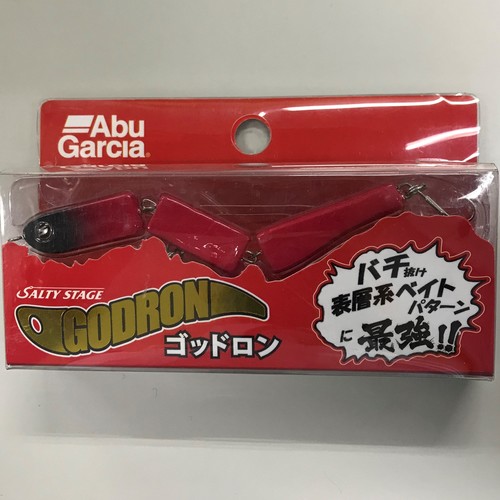 Abu
Garcia®
SALTY STAGE
GODRON
ゴッドロン
バチ抜け
表層系ベイト
パターン
に最強!!